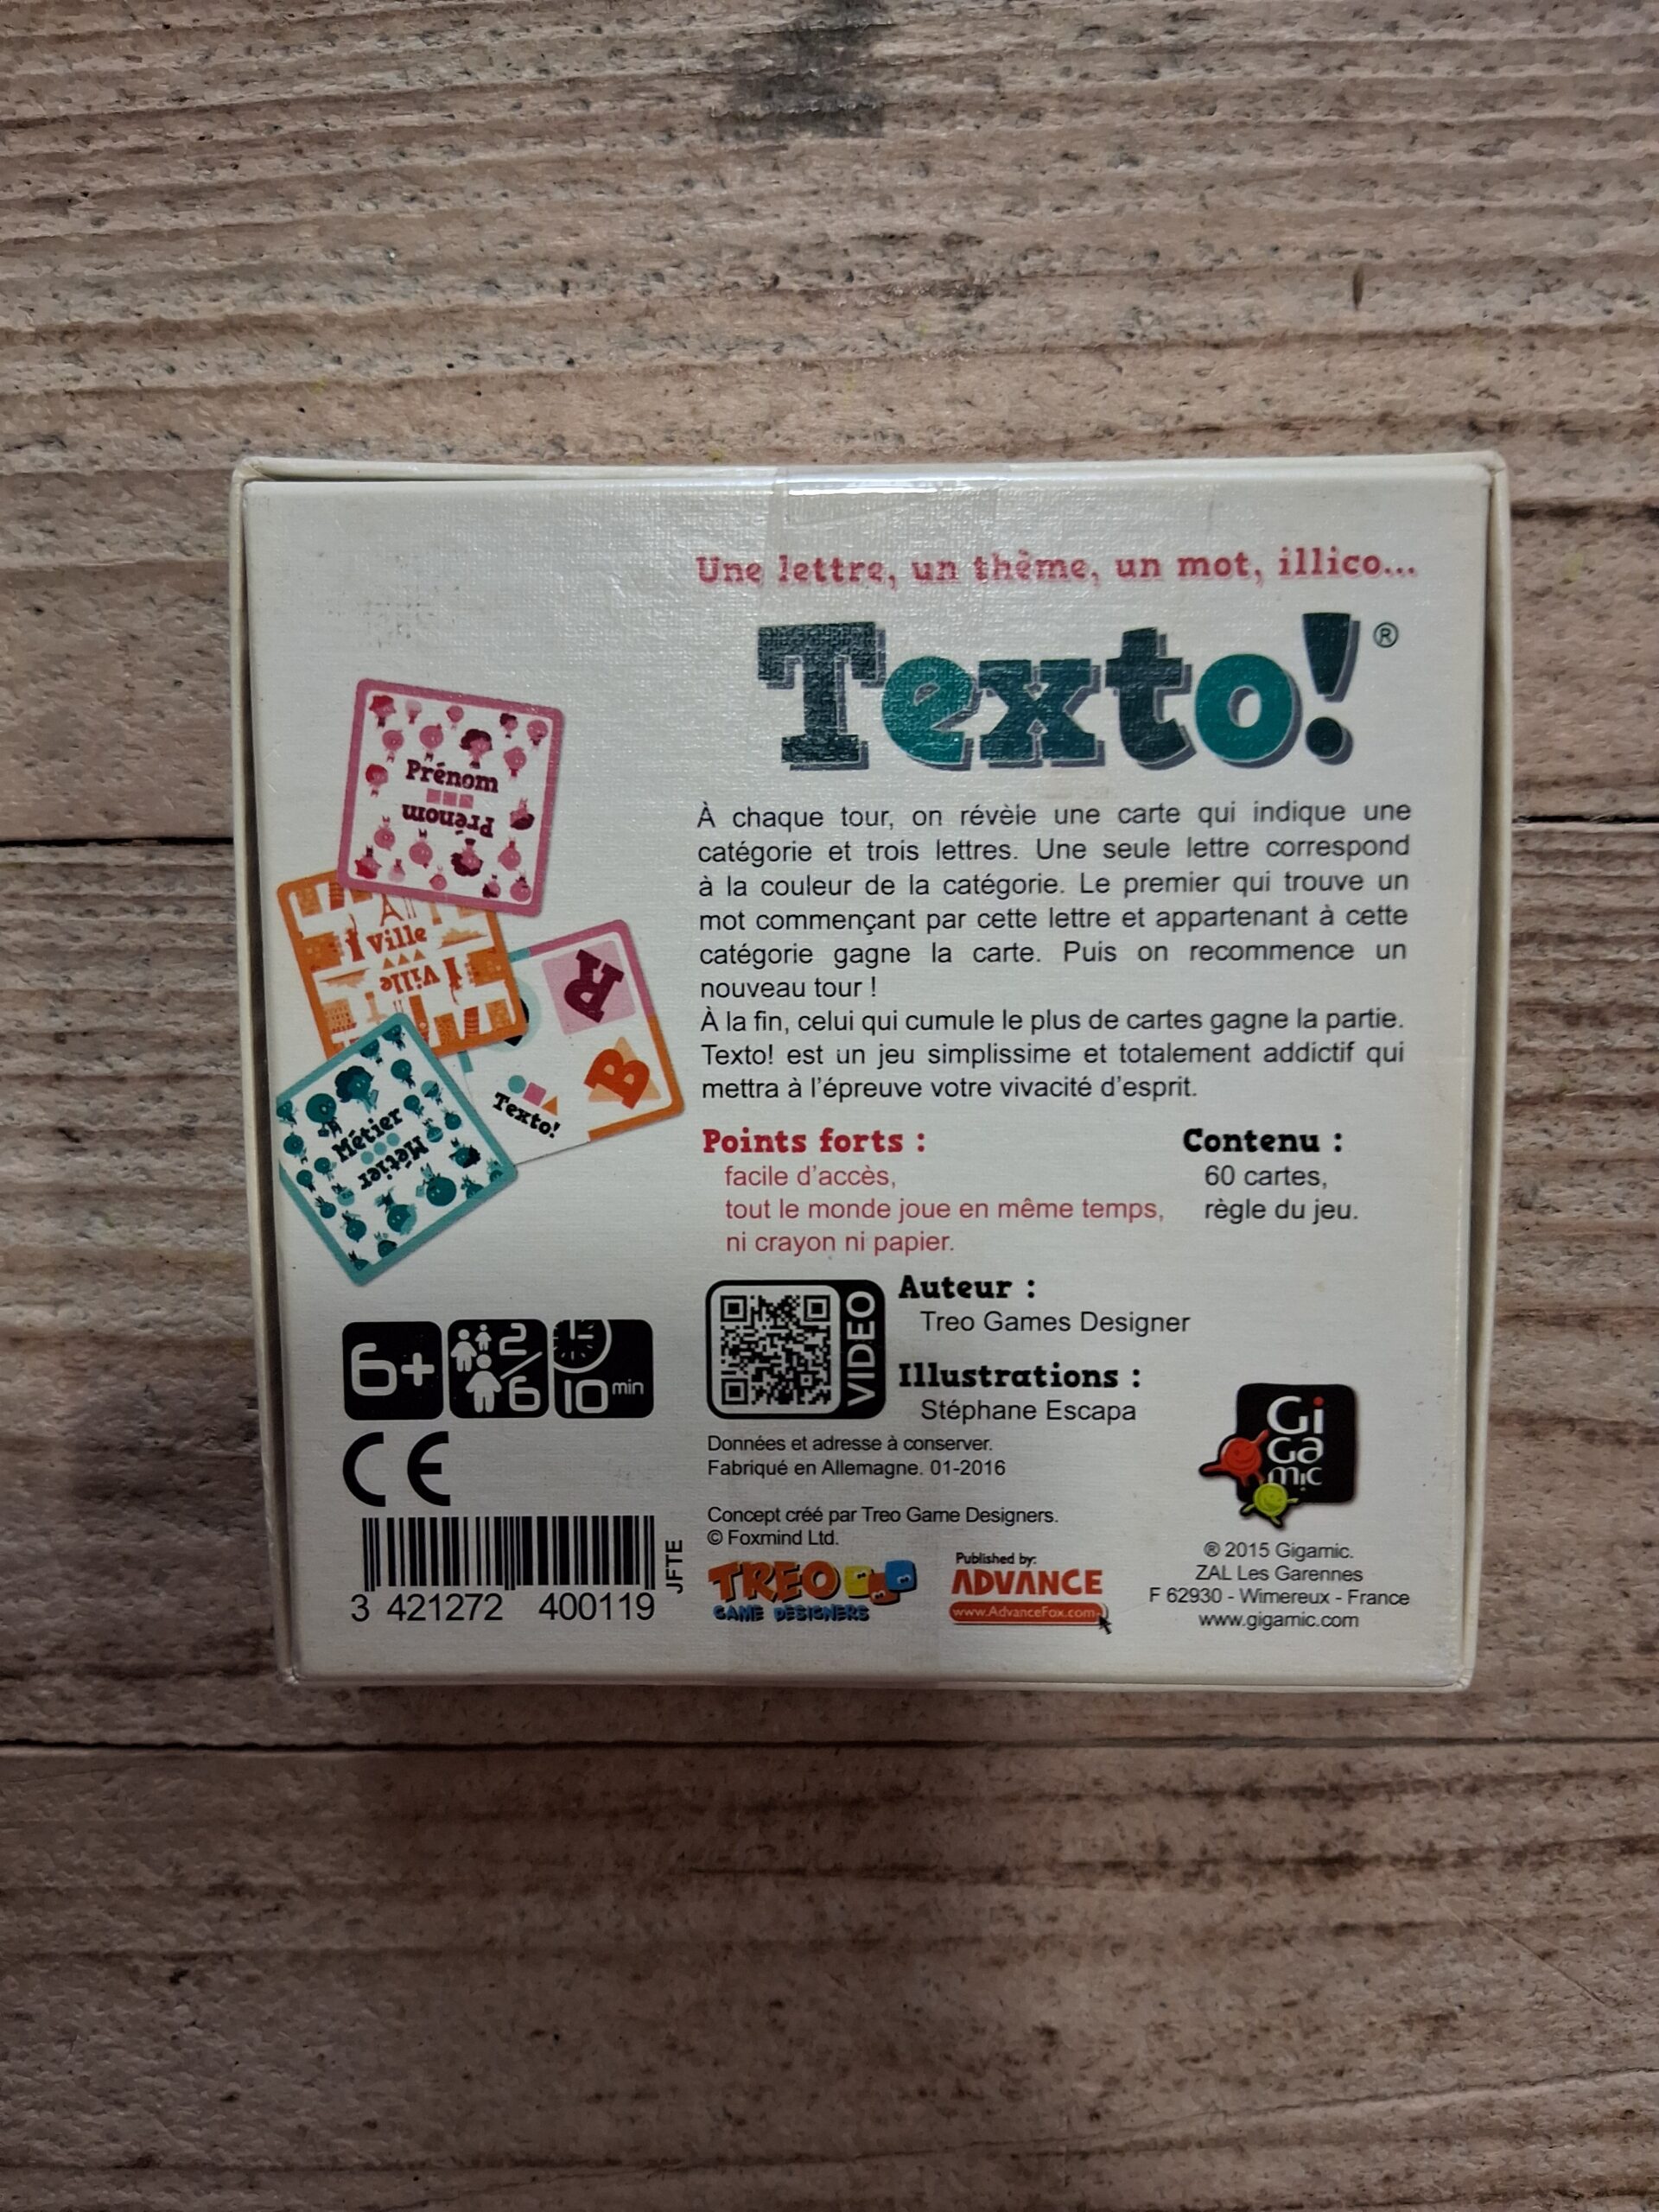 Une lettre, un thème, un mot, illico...
Texto!®
À chaque tour, on révèle une carte qui indique une
catégorie et trois lettres. Une seule lettre correspond
à la couleur de la catégorie. Le premier qui trouve un
mot commençant par cette lettre et appartenant à cette
catégorie gagne la carte. Puis on recommence un
nouveau tour !
À la fin, celui qui cumule le plus de cartes gagne la partie.
Texto! est un jeu simplissime et totalement addictif qui
mettra à l'épreuve votre vivacité d'esprit.
Prénom
Prénom
Ville
Ville
R
B
Texto!
Métier
Métier
Points forts :
facile d'accès,
tout le monde joue en même temps,
ni crayon ni papier.
Contenu :
60 cartes,
règle du jeu.
6+
2/6
10 min
VIDEO
Auteur :
Treo Games Designer
Illustrations :
Stéphane Escapa
Données et adresse à conserver.
Fabriqué en Allemagne. 01-2016
Concept créé par Treo Game Designers.
© Foxmind Ltd.
CE
3 421272 400119
JFTE
TREO
GAME DESIGNERS
Published by:
ADVANCE
www.AdvanceFox.com
Gi
Ga
mic
® 2015 Gigamic.
ZAL Les Garennes
F 62930 - Wimereux - France
www.gigamic.com